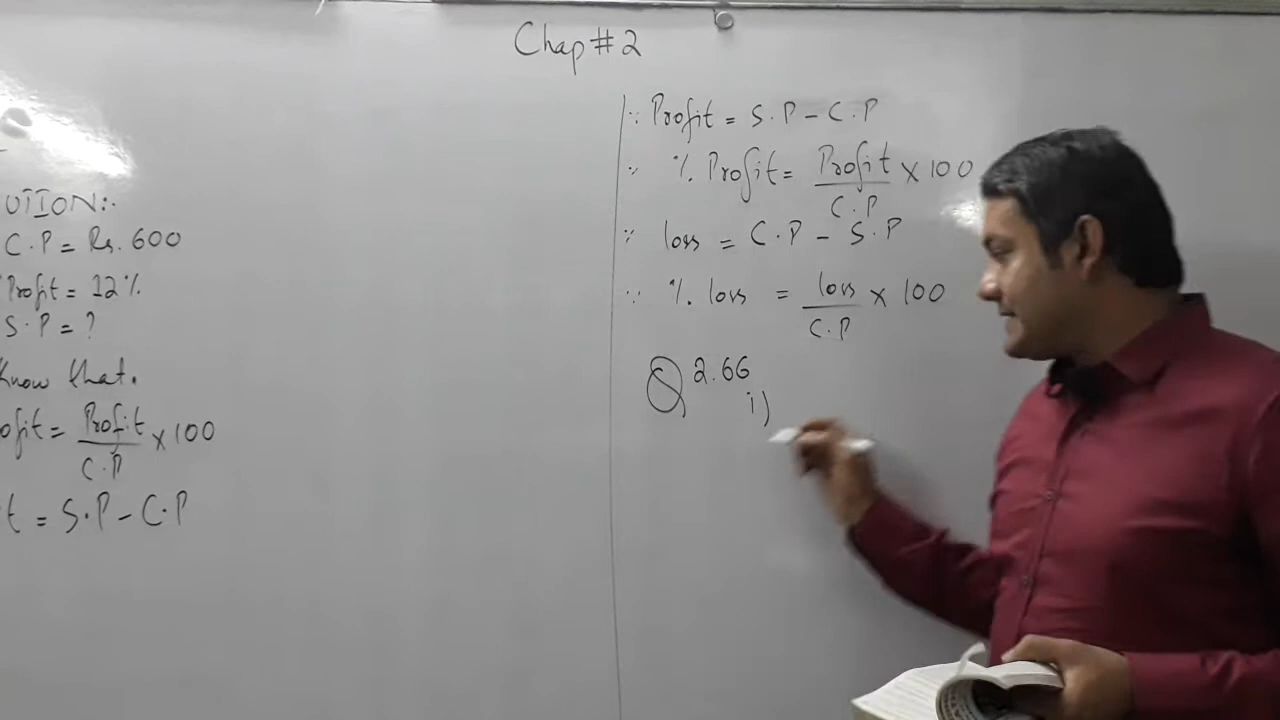 Chap#2
UTION:.
C.P = Rs. 600
Profit = 12%
S.P = ?
Know that.
ofit = Profit/C.P x 100
t = S.P - C.P
∵ Profit = S.P - C.P
∵ % Profit = Profit/C.P x 100
∵ loss = C.P - S.P
∵ % loss = loss/C.P x 100
Q 2.66
i)